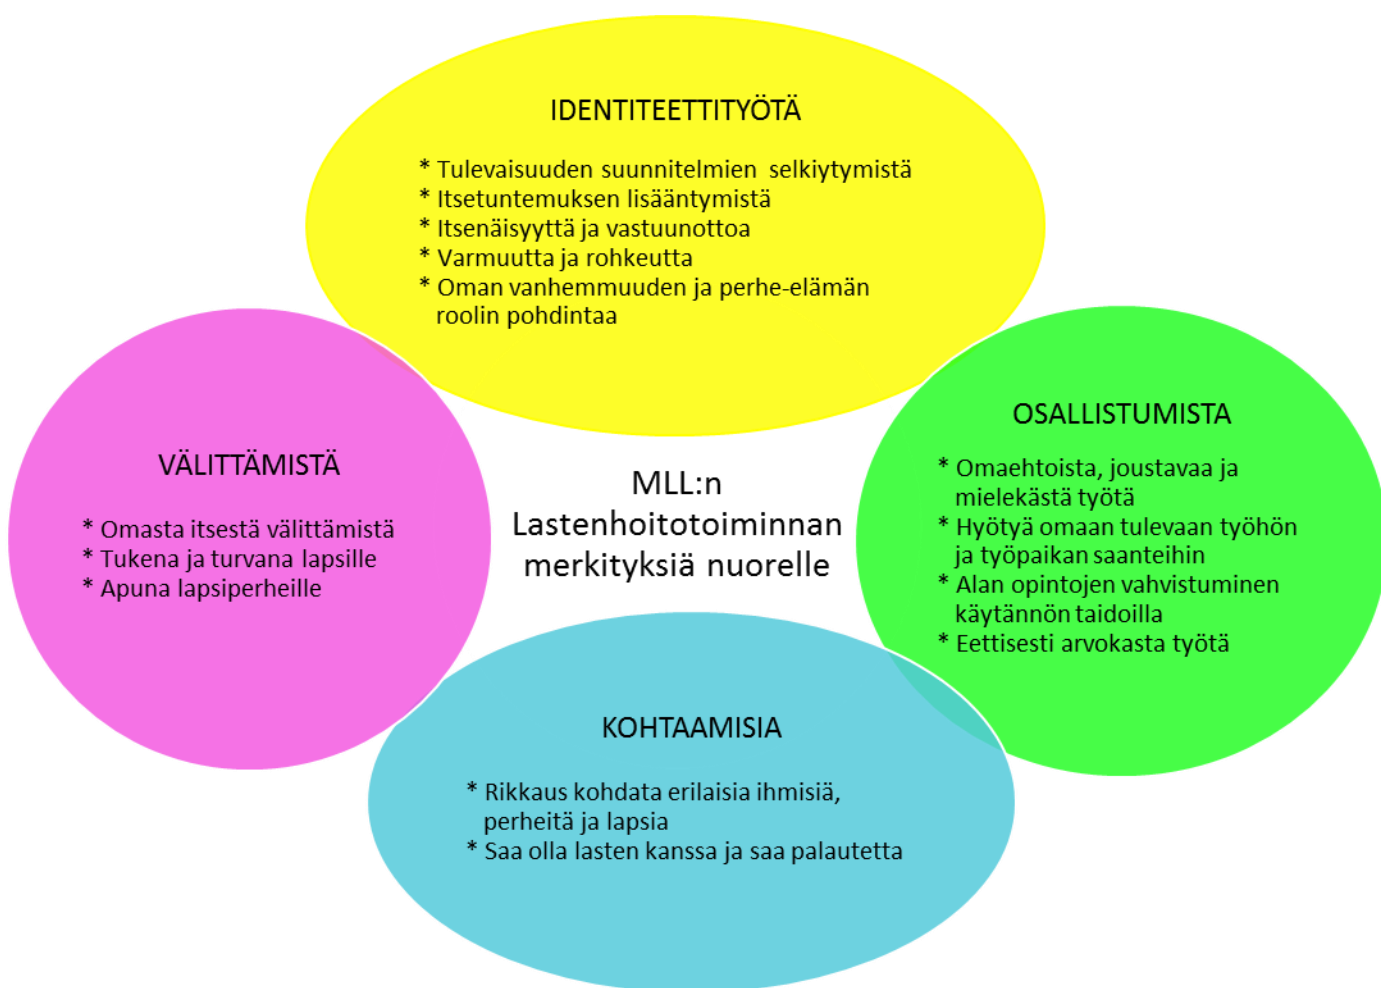 IDENTITEETTITYÖTÄ
* Tulevaisuuden suunnitelmien selkiytymistä
* Itsetuntemuksen lisääntymistä
* Itsenäisyyttä ja vastuunottoa
* Varmuutta ja rohkeutta
* Oman vanhemmuuden ja perhe-elämän
roolin pohdintaa
VÄLITTÄMISTÄ
* Omasta itsestä välittämistä
* Tukena ja turvana lapsille
* Apuna lapsiperheille
MLL:n
Lastenhoitotoiminnan
merkityksiä nuorelle
OSALLISTUMISTA
* Omaehtoista, joustavaa ja
mielekästä työtä
* Hyötyä omaan tulevaan työhön
ja työpaikan saanteihin
* Alan opintojen vahvistuminen
käytännön taidoilla
* Eettisesti arvokasta työtä
KOHTAAMISIA
* Rikkaus kohdata erilaisia ihmisiä,
perheitä ja lapsia
* Saa olla lasten kanssa ja saa palautetta